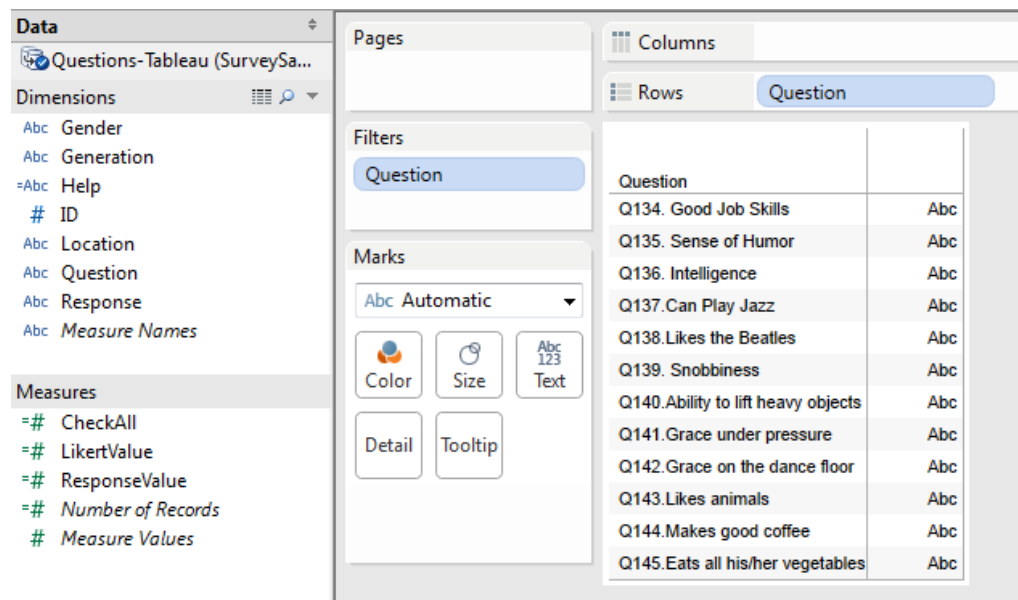 Data
Questions-Tableau (SurveySa...
Dimensions
Abc Gender
Abc Generation
=Abc Help
# ID
Abc Location
Abc Question
Abc Response
Abc Measure Names
Measures
=# CheckAll
=# LikertValue
=# ResponseValue
=# Number of Records
# Measure Values
Pages
Filters
Question
Marks
Abc Automatic
Color
Size
Abc
123
Text
Detail
Tooltip
Columns
Rows Question
Question
Q134. Good Job Skills Abc
Q135. Sense of Humor Abc
Q136. Intelligence Abc
Q137.Can Play Jazz Abc
Q138.Likes the Beatles Abc
Q139. Snobbiness Abc
Q140.Ability to lift heavy objects Abc
Q141.Grace under pressure Abc
Q142.Grace on the dance floor Abc
Q143.Likes animals Abc
Q144.Makes good coffee Abc
Q145.Eats all his/her vegetables Abc